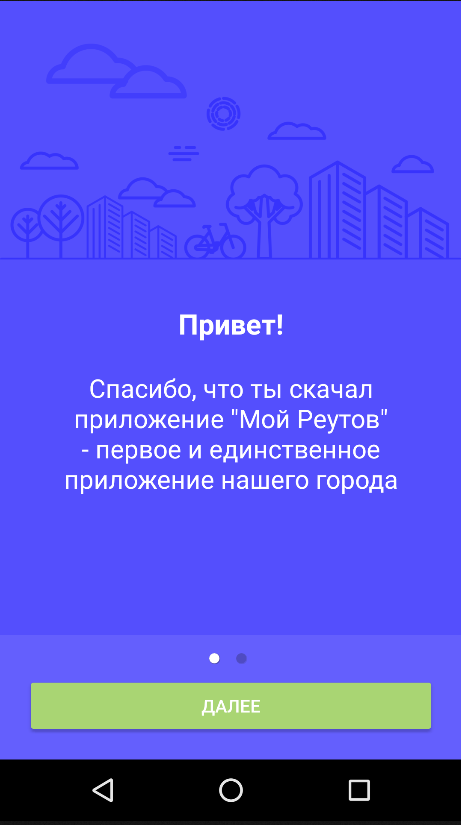 Привет!
Спасибо, что ты скачал
приложение "Мой Реутов"
- первое и единственное
приложение нашего города
ДАЛЕЕ